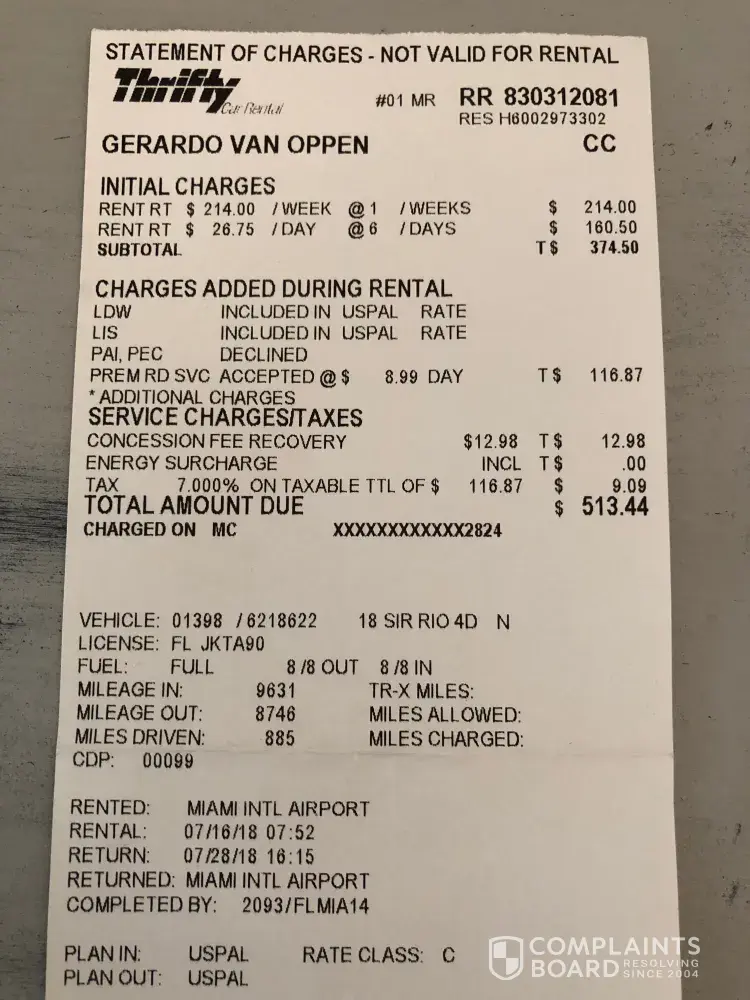 STATEMENT OF CHARGES - NOT VALID FOR RENTAL
Thrifty Car Rental #01 MR RR 830312081
RES H6002973302
GERARDO VAN OPPEN CC
INITIAL CHARGES
RENT RT $ 214.00 / WEEK @ 1 / WEEKS $ 214.00
RENT RT $ 26.75 / DAY @ 6 / DAYS $ 160.50
SUBTOTAL T $ 374.50
CHARGES ADDED DURING RENTAL
LDW INCLUDED IN USPAL RATE
LIS INCLUDED IN USPAL RATE
PAI, PEC DECLINED
PREM RD SVC ACCEPTED @ $ 8.99 DAY T $ 116.87
* ADDITIONAL CHARGES
SERVICE CHARGES/TAXES
CONCESSION FEE RECOVERY $12.98 T $ 12.98
ENERGY SURCHARGE INCL T $ .00
TAX 7.000% ON TAXABLE TTL OF $ 116.87 $ 9.09
TOTAL AMOUNT DUE $ 513.44
CHARGED ON MC XXXXXXXXXXXX2824
VEHICLE: 01398 / 6218622 18 SIR RIO 4D N
LICENSE: FL JKTA90
FUEL: FULL 8 /8 OUT 8 /8 IN
MILEAGE IN: 9631 TR-X MILES:
MILEAGE OUT: 8746 MILES ALLOWED:
MILES DRIVEN: 885 MILES CHARGED:
CDP: 00099
RENTED: MIAMI INTL AIRPORT
RENTAL: 07/16/18 07:52
RETURN: 07/28/18 16:15
RETURNED: MIAMI INTL AIRPORT
COMPLETED BY: 2093/FLMIA14
PLAN IN: USPAL RATE CLASS: C
PLAN OUT: USPAL
COMPLAINTS
BOARD RESOLVING
SINCE 2004